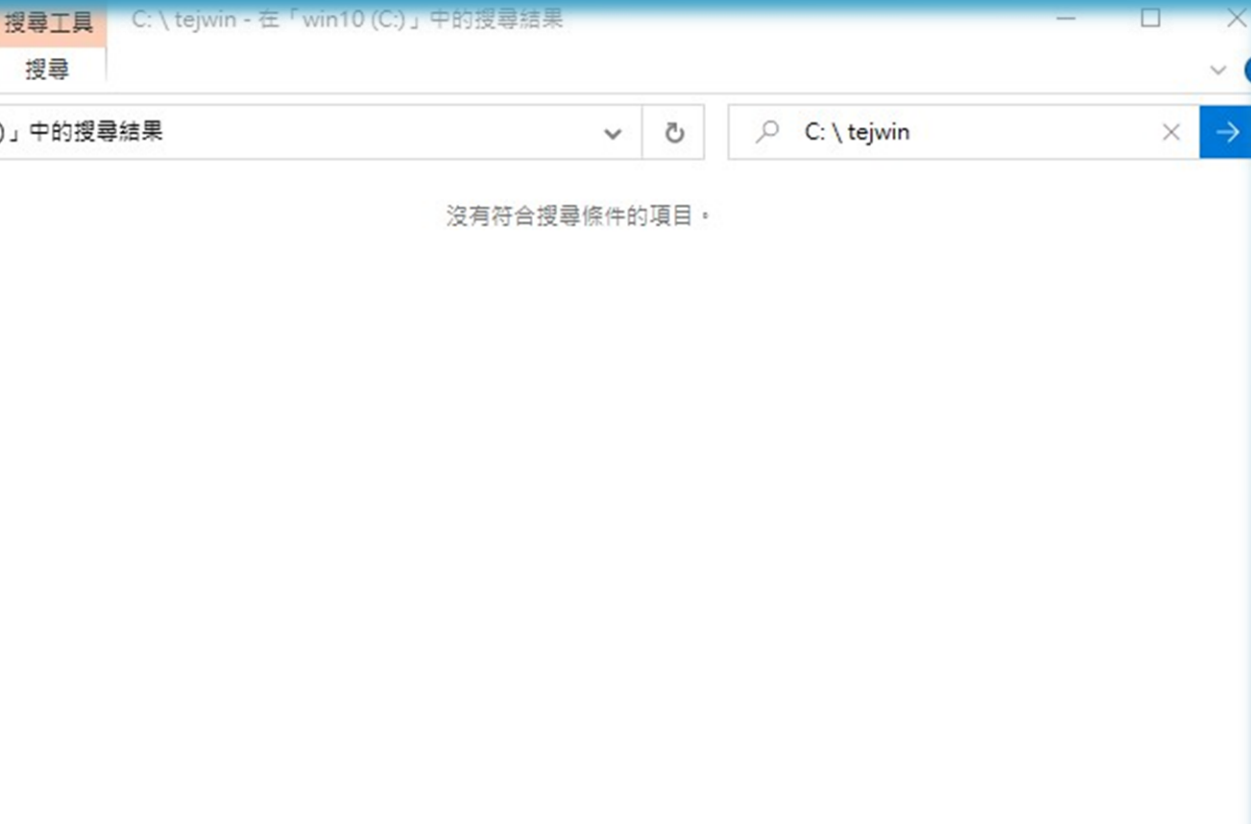 搜尋工具
C: \ tejwin - 在「win10 (C:)」中的搜尋結果
搜尋
)」中的搜尋結果
C: \ tejwin
沒有符合搜尋條件的項目。